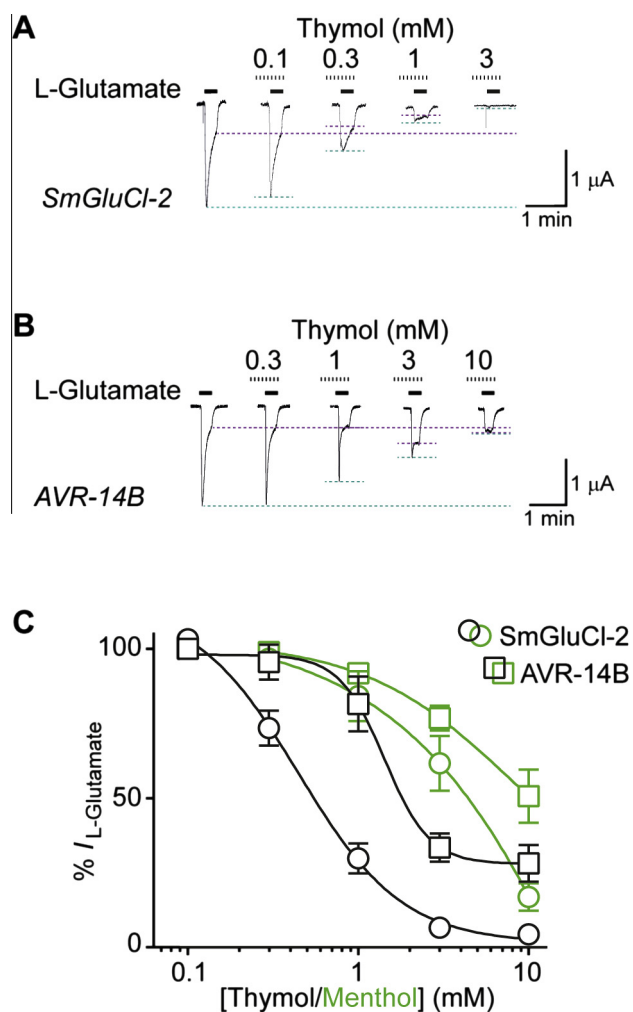 A
Thymol (mM)
0.1 0.3 1 3
L-Glutamate
SmGluCl-2
1 µA
1 min
B
Thymol (mM)
0.3 1 3 10
L-Glutamate
AVR-14B
1 µA
1 min
C
SmGluCl-2
AVR-14B
100
50
0
% I L-Glutamate
0.1 1 10
[Thymol/Menthol] (mM)